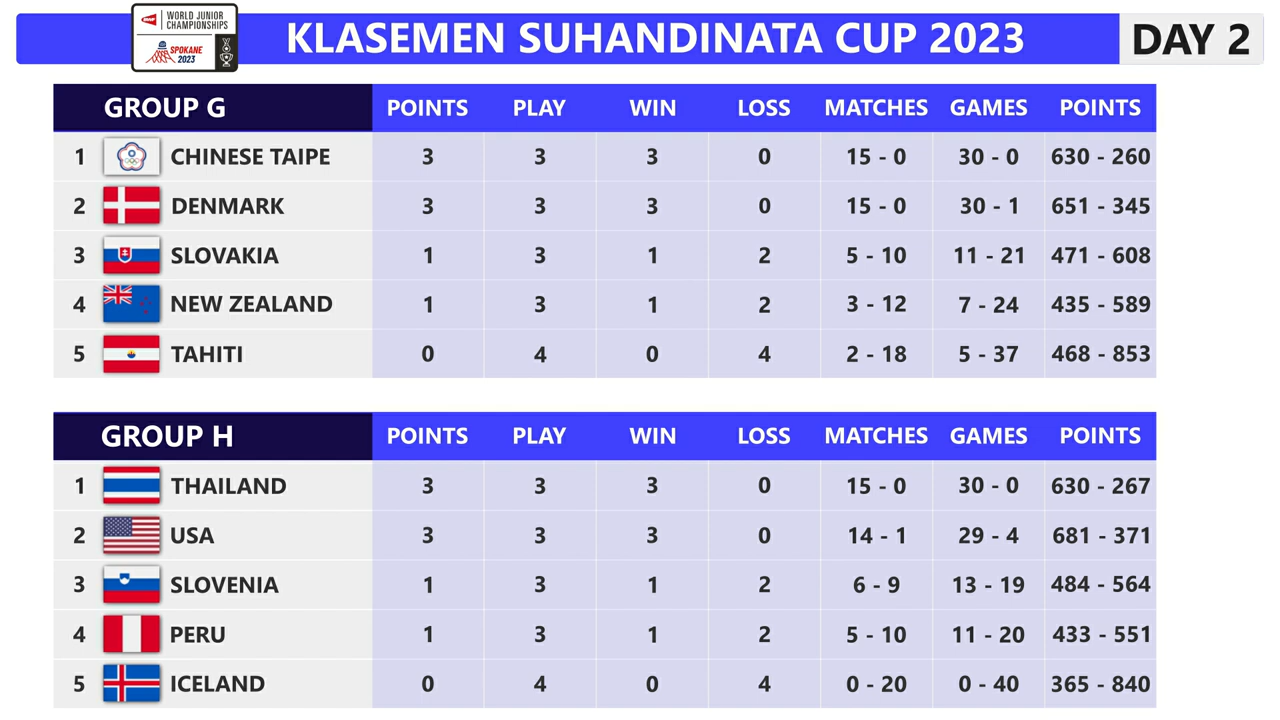 WORLD JUNIOR
CHAMPIONSHIPS
SPOKANE
2023
KLASEMEN SUHANDINATA CUP 2023
DAY 2
GROUP G POINTS PLAY WIN LOSS MATCHES GAMES POINTS
1 CHINESE TAIPE 3 3 3 0 15 - 0 30 - 0 630 - 260
2 DENMARK 3 3 3 0 15 - 0 30 - 1 651 - 345
3 SLOVAKIA 1 3 1 2 5 - 10 11 - 21 471 - 608
4 NEW ZEALAND 1 3 1 2 3 - 12 7 - 24 435 - 589
5 TAHITI 0 4 0 4 2 - 18 5 - 37 468 - 853
GROUP H POINTS PLAY WIN LOSS MATCHES GAMES POINTS
1 THAILAND 3 3 3 0 15 - 0 30 - 0 630 - 267
2 USA 3 3 3 0 14 - 1 29 - 4 681 - 371
3 SLOVENIA 1 3 1 2 6 - 9 13 - 19 484 - 564
4 PERU 1 3 1 2 5 - 10 11 - 20 433 - 551
5 ICELAND 0 4 0 4 0 - 20 0 - 40 365 - 840